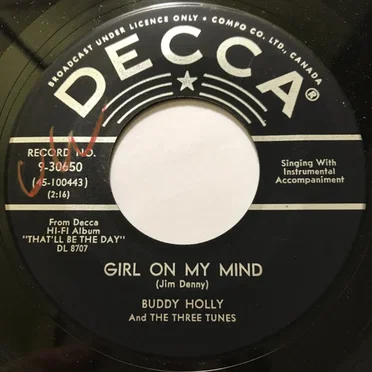 BROADCAST UNDER LICENCE ONLY • COMPO CO. LTD., CANADA
DECCA®
RECORD NO.
9-30650
(45-100443)
(2:16)
Singing With
Instrumental
Accompaniment
From Decca
HI-FI Album
"THAT'LL BE THE DAY"
DL 8707
GIRL ON MY MIND
(Jim Denny)
BUDDY HOLLY
And THE THREE TUNES